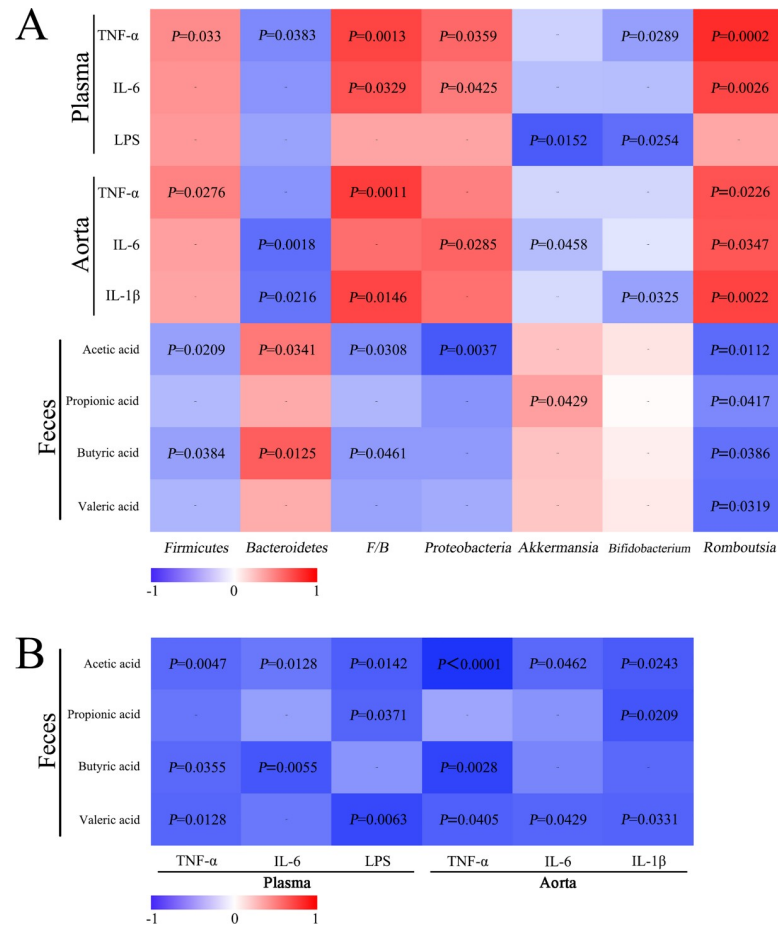 A
Plasma
TNF-α P=0.033 P=0.0383 P=0.0013 P=0.0359 - P=0.0289 P=0.0002
IL-6 - - P=0.0329 P=0.0425 - - P=0.0026
LPS - - - - P=0.0152 P=0.0254 -
Aorta
TNF-α P=0.0276 - P=0.0011 - - - P=0.0226
IL-6 - P=0.0018 - P=0.0285 P=0.0458 - P=0.0347
IL-1β - P=0.0216 P=0.0146 - - P=0.0325 P=0.0022
Feces
Acetic acid P=0.0209 P=0.0341 P=0.0308 P=0.0037 - - P=0.0112
Propionic acid - - - - P=0.0429 - P=0.0417
Butyric acid P=0.0384 P=0.0125 P=0.0461 - - - P=0.0386
Valeric acid - - - - - - P=0.0319
Firmicutes Bacteroidetes F/B Proteobacteria Akkermansia Bifidobacterium Romboutsia
-1 0 1
B
Feces
Acetic acid P=0.0047 P=0.0128 P=0.0142 P<0.0001 P=0.0462 P=0.0243
Propionic acid - - P=0.0371 - - P=0.0209
Butyric acid P=0.0355 P=0.0055 - P=0.0028 - -
Valeric acid P=0.0128 - P=0.0063 P=0.0405 P=0.0429 P=0.0331
TNF-α IL-6 LPS TNF-α IL-6 IL-1β
Plasma Aorta
-1 0 1